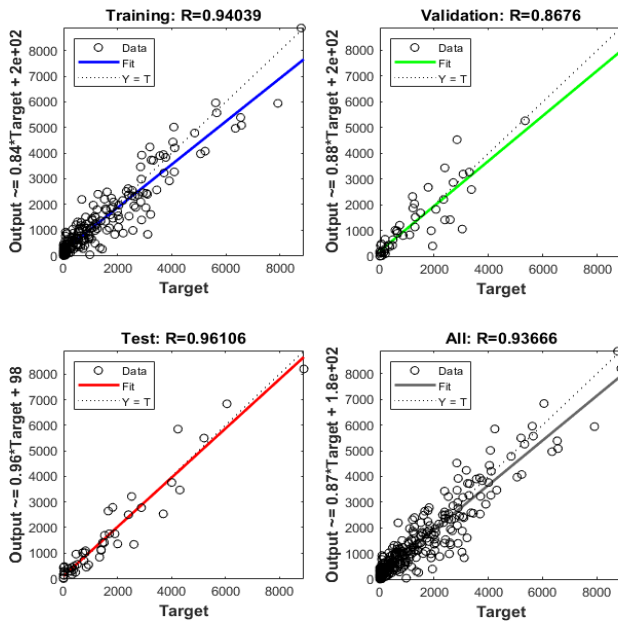 Training: R=0.94039
Output ~= 0.84*Target + 2e+02
8000
7000
6000
5000
4000
3000
2000
1000
0
Data
Fit
Y = T
0 2000 4000 6000 8000
Target
Validation: R=0.8676
Output ~= 0.88*Target + 2e+02
8000
7000
6000
5000
4000
3000
2000
1000
0
Data
Fit
Y = T
0 2000 4000 6000 8000
Target
Test: R=0.96106
Output ~= 0.96*Target + 98
8000
7000
6000
5000
4000
3000
2000
1000
0
Data
Fit
Y = T
0 2000 4000 6000 8000
Target
All: R=0.93666
Output ~= 0.87*Target + 1.8e+02
8000
7000
6000
5000
4000
3000
2000
1000
0
Data
Fit
Y = T
0 2000 4000 6000 8000
Target